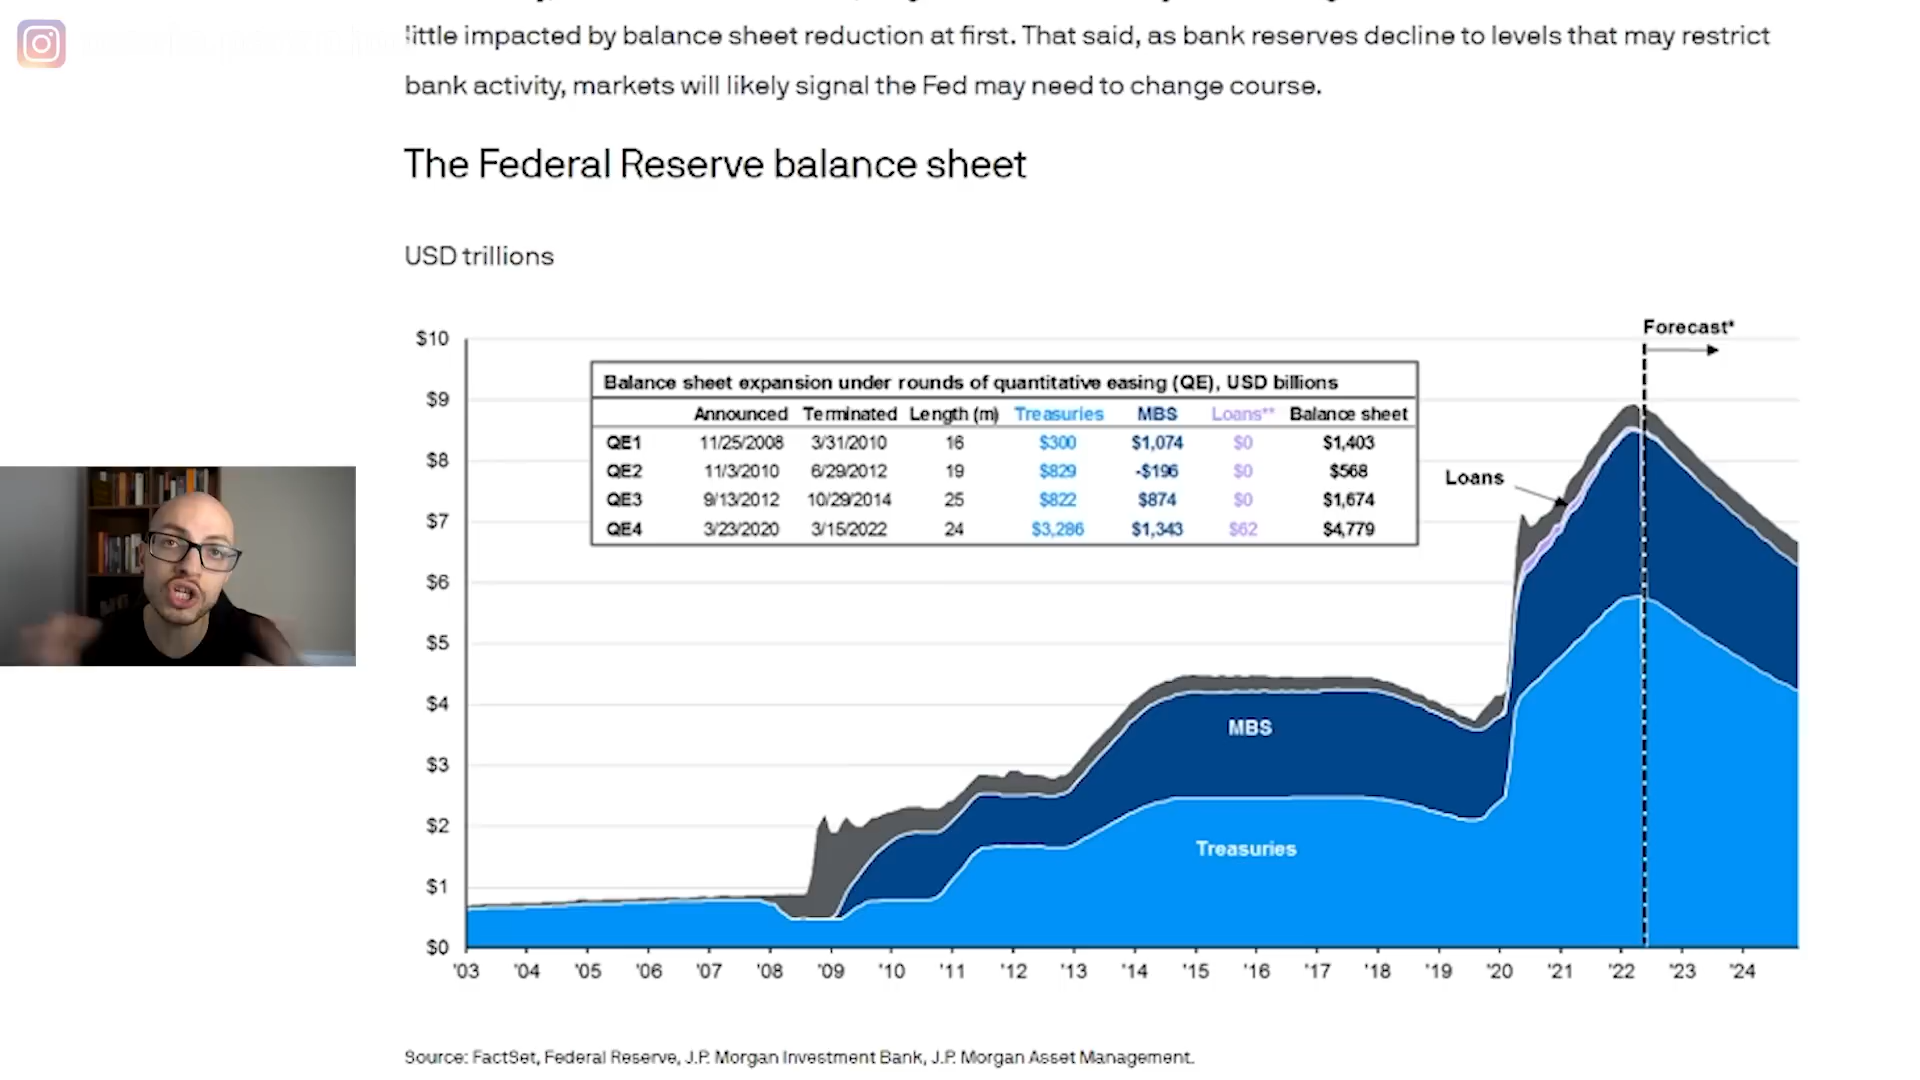 little impacted by balance sheet reduction at first. That said, as bank reserves decline to levels that may restrict
bank activity, markets will likely signal the Fed may need to change course.
The Federal Reserve balance sheet
USD trillions
Forecast*
$10
$9
$8
$7
$6
$5
$4
$3
$2
$1
$0
Balance sheet expansion under rounds of quantitative easing (QE), USD billions
Announced Terminated Length (m) Treasuries MBS Loans** Balance sheet
QE1 11/25/2008 3/31/2010 16 $300 $1,074 $0 $1,403
QE2 11/3/2010 6/29/2012 19 $829 -$196 $0 $568
QE3 9/13/2012 10/29/2014 25 $822 $874 $0 $1,674
QE4 3/23/2020 3/15/2022 24 $3,286 $1,343 $62 $4,779
Loans
MBS
Treasuries
'03 '04 '05 '06 '07 '08 '09 '10 '11 '12 '13 '14 '15 '16 '17 '18 '19 '20 '21 '22 '23 '24
Source: FactSet, Federal Reserve, J.P. Morgan Investment Bank, J.P. Morgan Asset Management.